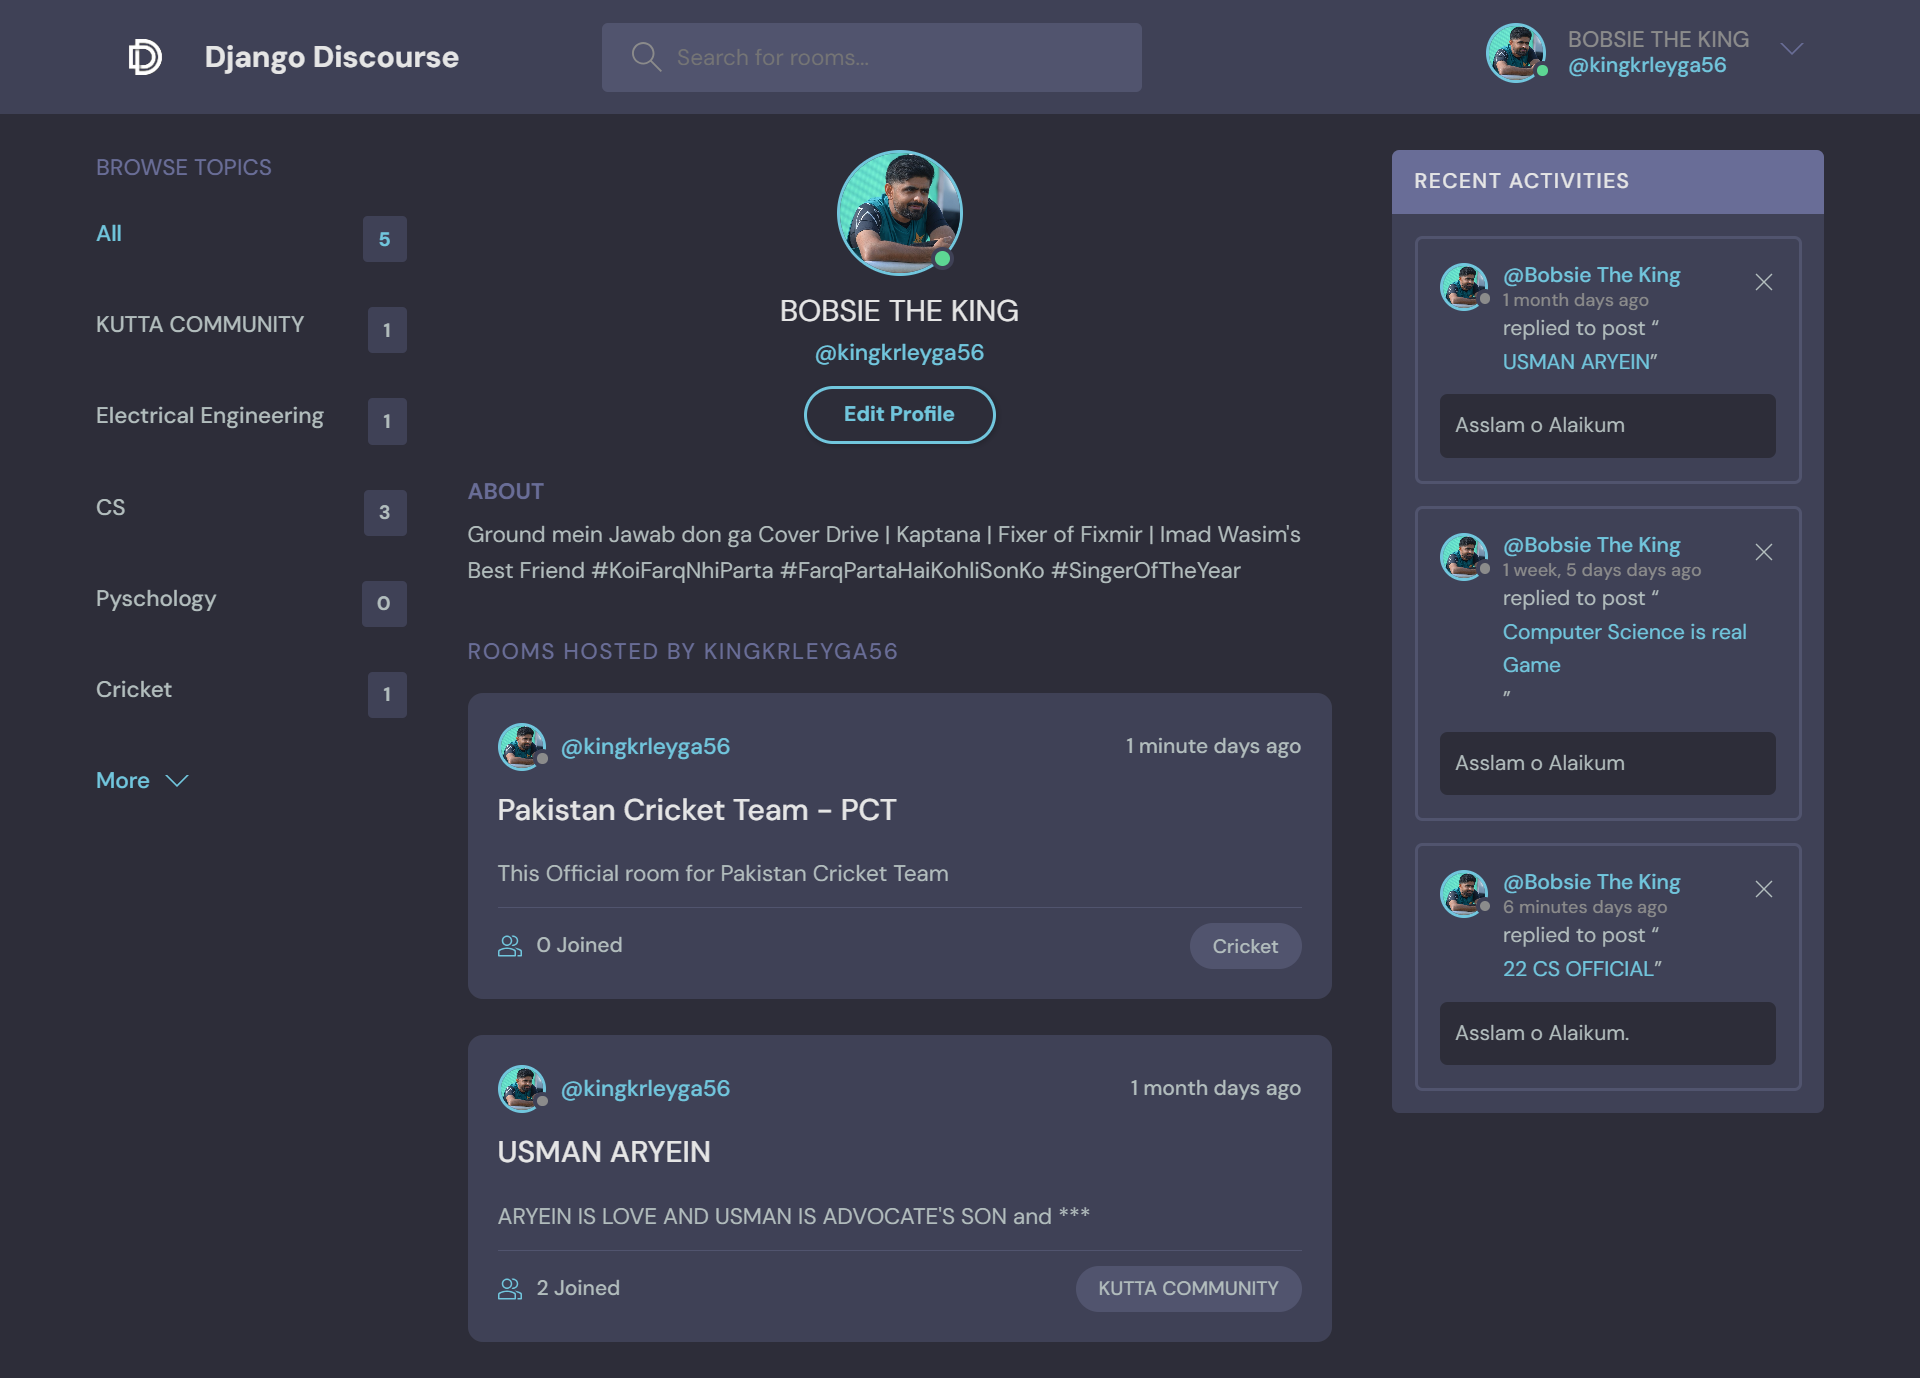 Django Discourse
Search for rooms...
BOBSIE THE KING
@kingkrleyga56
BROWSE TOPICS
All
5
KUTTA COMMUNITY
1
Electrical Engineering
1
CS
3
Pyschology
0
Cricket
1
More
BOBSIE THE KING
@kingkrleyga56
Edit Profile
ABOUT
Ground mein Jawab don ga Cover Drive | Kaptana | Fixer of Fixmir | Imad Wasim's
Best Friend #KoiFarqNhiParta #FarqPartaHaiKohliSonKo #SingerOfTheYear
ROOMS HOSTED BY KINGKRLEYGA56
@kingkrleyga56
1 minute days ago
Pakistan Cricket Team - PCT
This Official room for Pakistan Cricket Team
0 Joined
Cricket
@kingkrleyga56
1 month days ago
USMAN ARYEIN
ARYEIN IS LOVE AND USMAN IS ADVOCATE'S SON and ***
2 Joined
KUTTA COMMUNITY
RECENT ACTIVITIES
@Bobsie The King
1 month days ago
replied to post “
USMAN ARYEIN”
Asslam o Alaikum
@Bobsie The King
1 week, 5 days days ago
replied to post “
Computer Science is real
Game
”
Asslam o Alaikum
@Bobsie The King
6 minutes days ago
replied to post “
22 CS OFFICIAL”
Asslam o Alaikum.